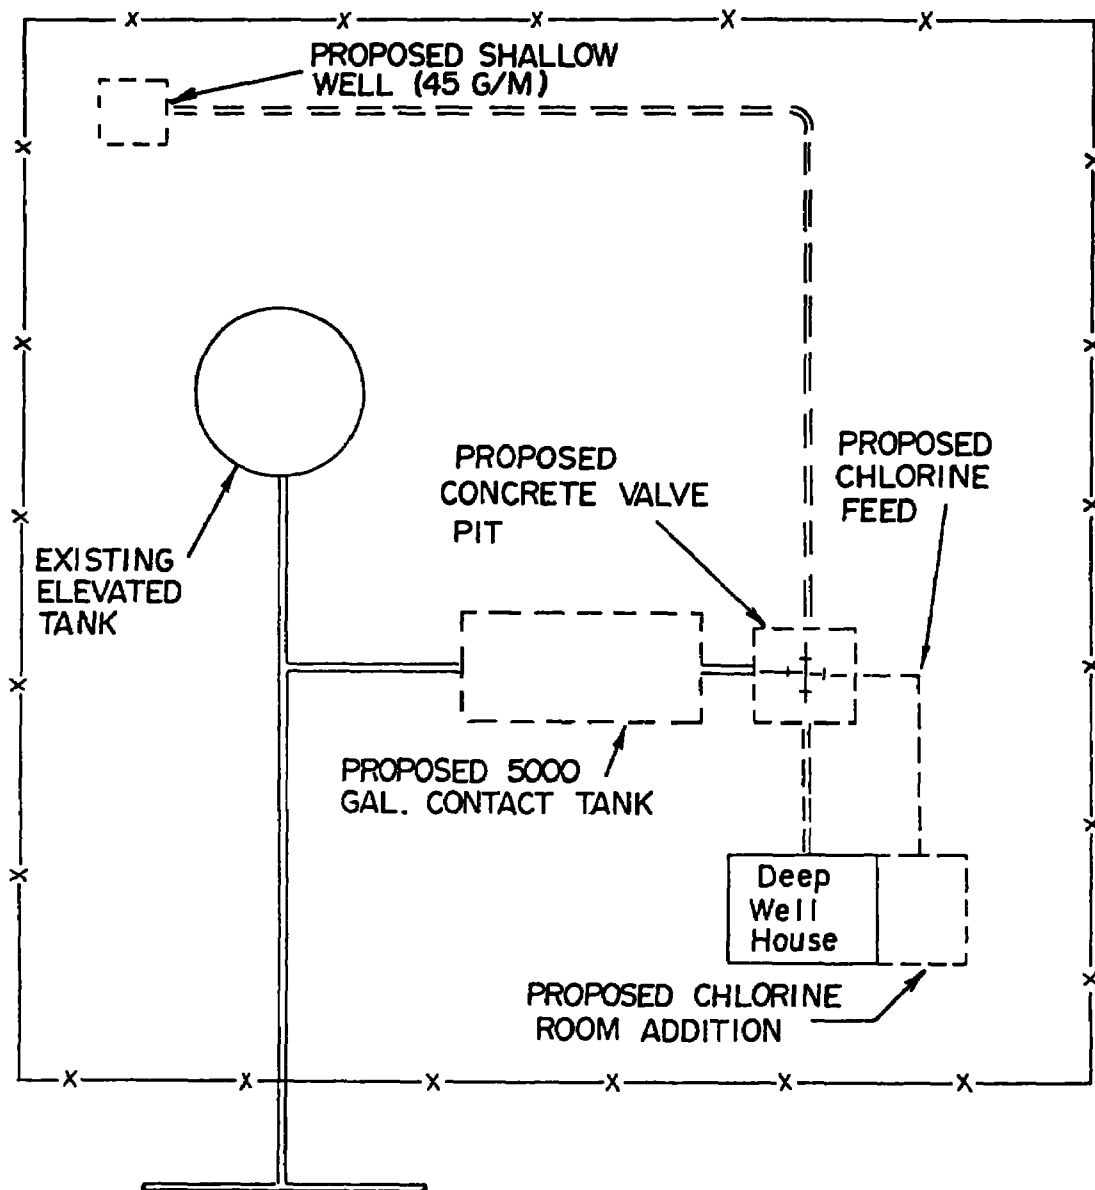 PROPOSED SHALLOW
WELL (45 G/M)
PROPOSED
CONCRETE VALVE
PIT
PROPOSED
CHLORINE
FEED
EXISTING
ELEVATED
TANK
PROPOSED 5000
GAL. CONTACT TANK
Deep
Well
House
PROPOSED CHLORINE
ROOM ADDITION